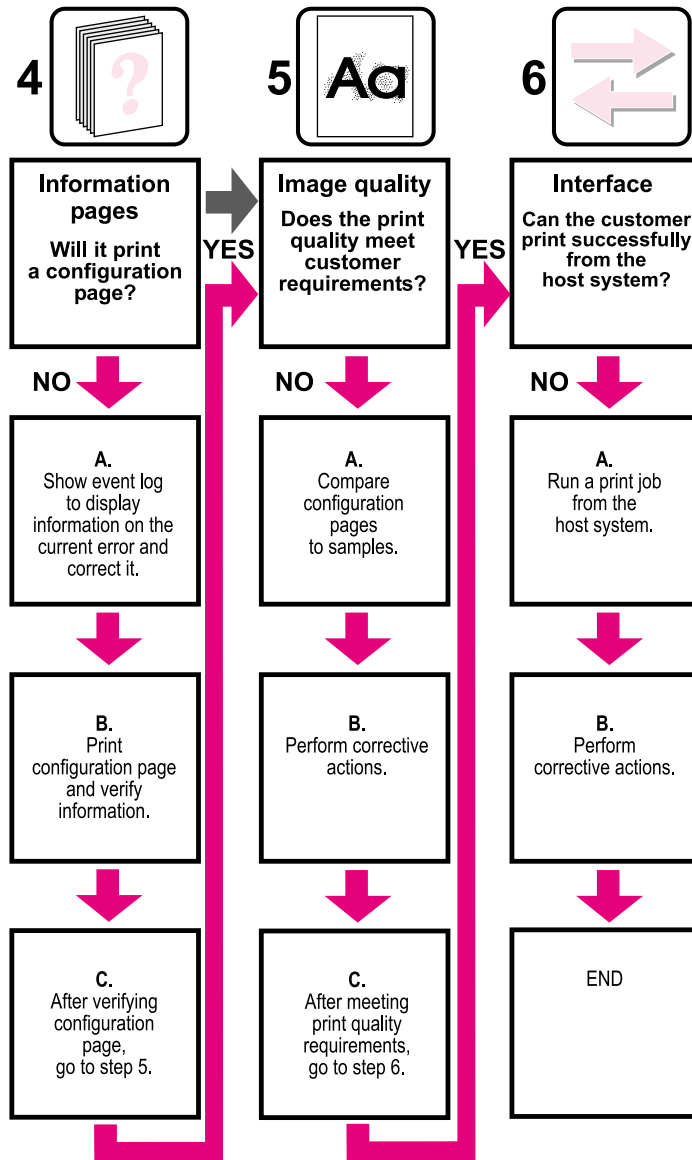 4
Information
pages
Will it print
a configuration
page?
YES
NO
A.
Show event log
to display
information on the
current error and
correct it.
B.
Print
configuration page
and verify
information.
C.
After verifying
configuration
page,
go to step 5.
5
Aa
Image quality
Does the print
quality meet
customer
requirements?
YES
NO
A.
Compare
configuration
pages
to samples.
B.
Perform corrective
actions.
C.
After meeting
print quality
requirements,
go to step 6.
6
Interface
Can the customer
print successfully
from the
host system?
NO
A.
Run a print job
from the
host system.
B.
Perform
corrective actions.
END
?